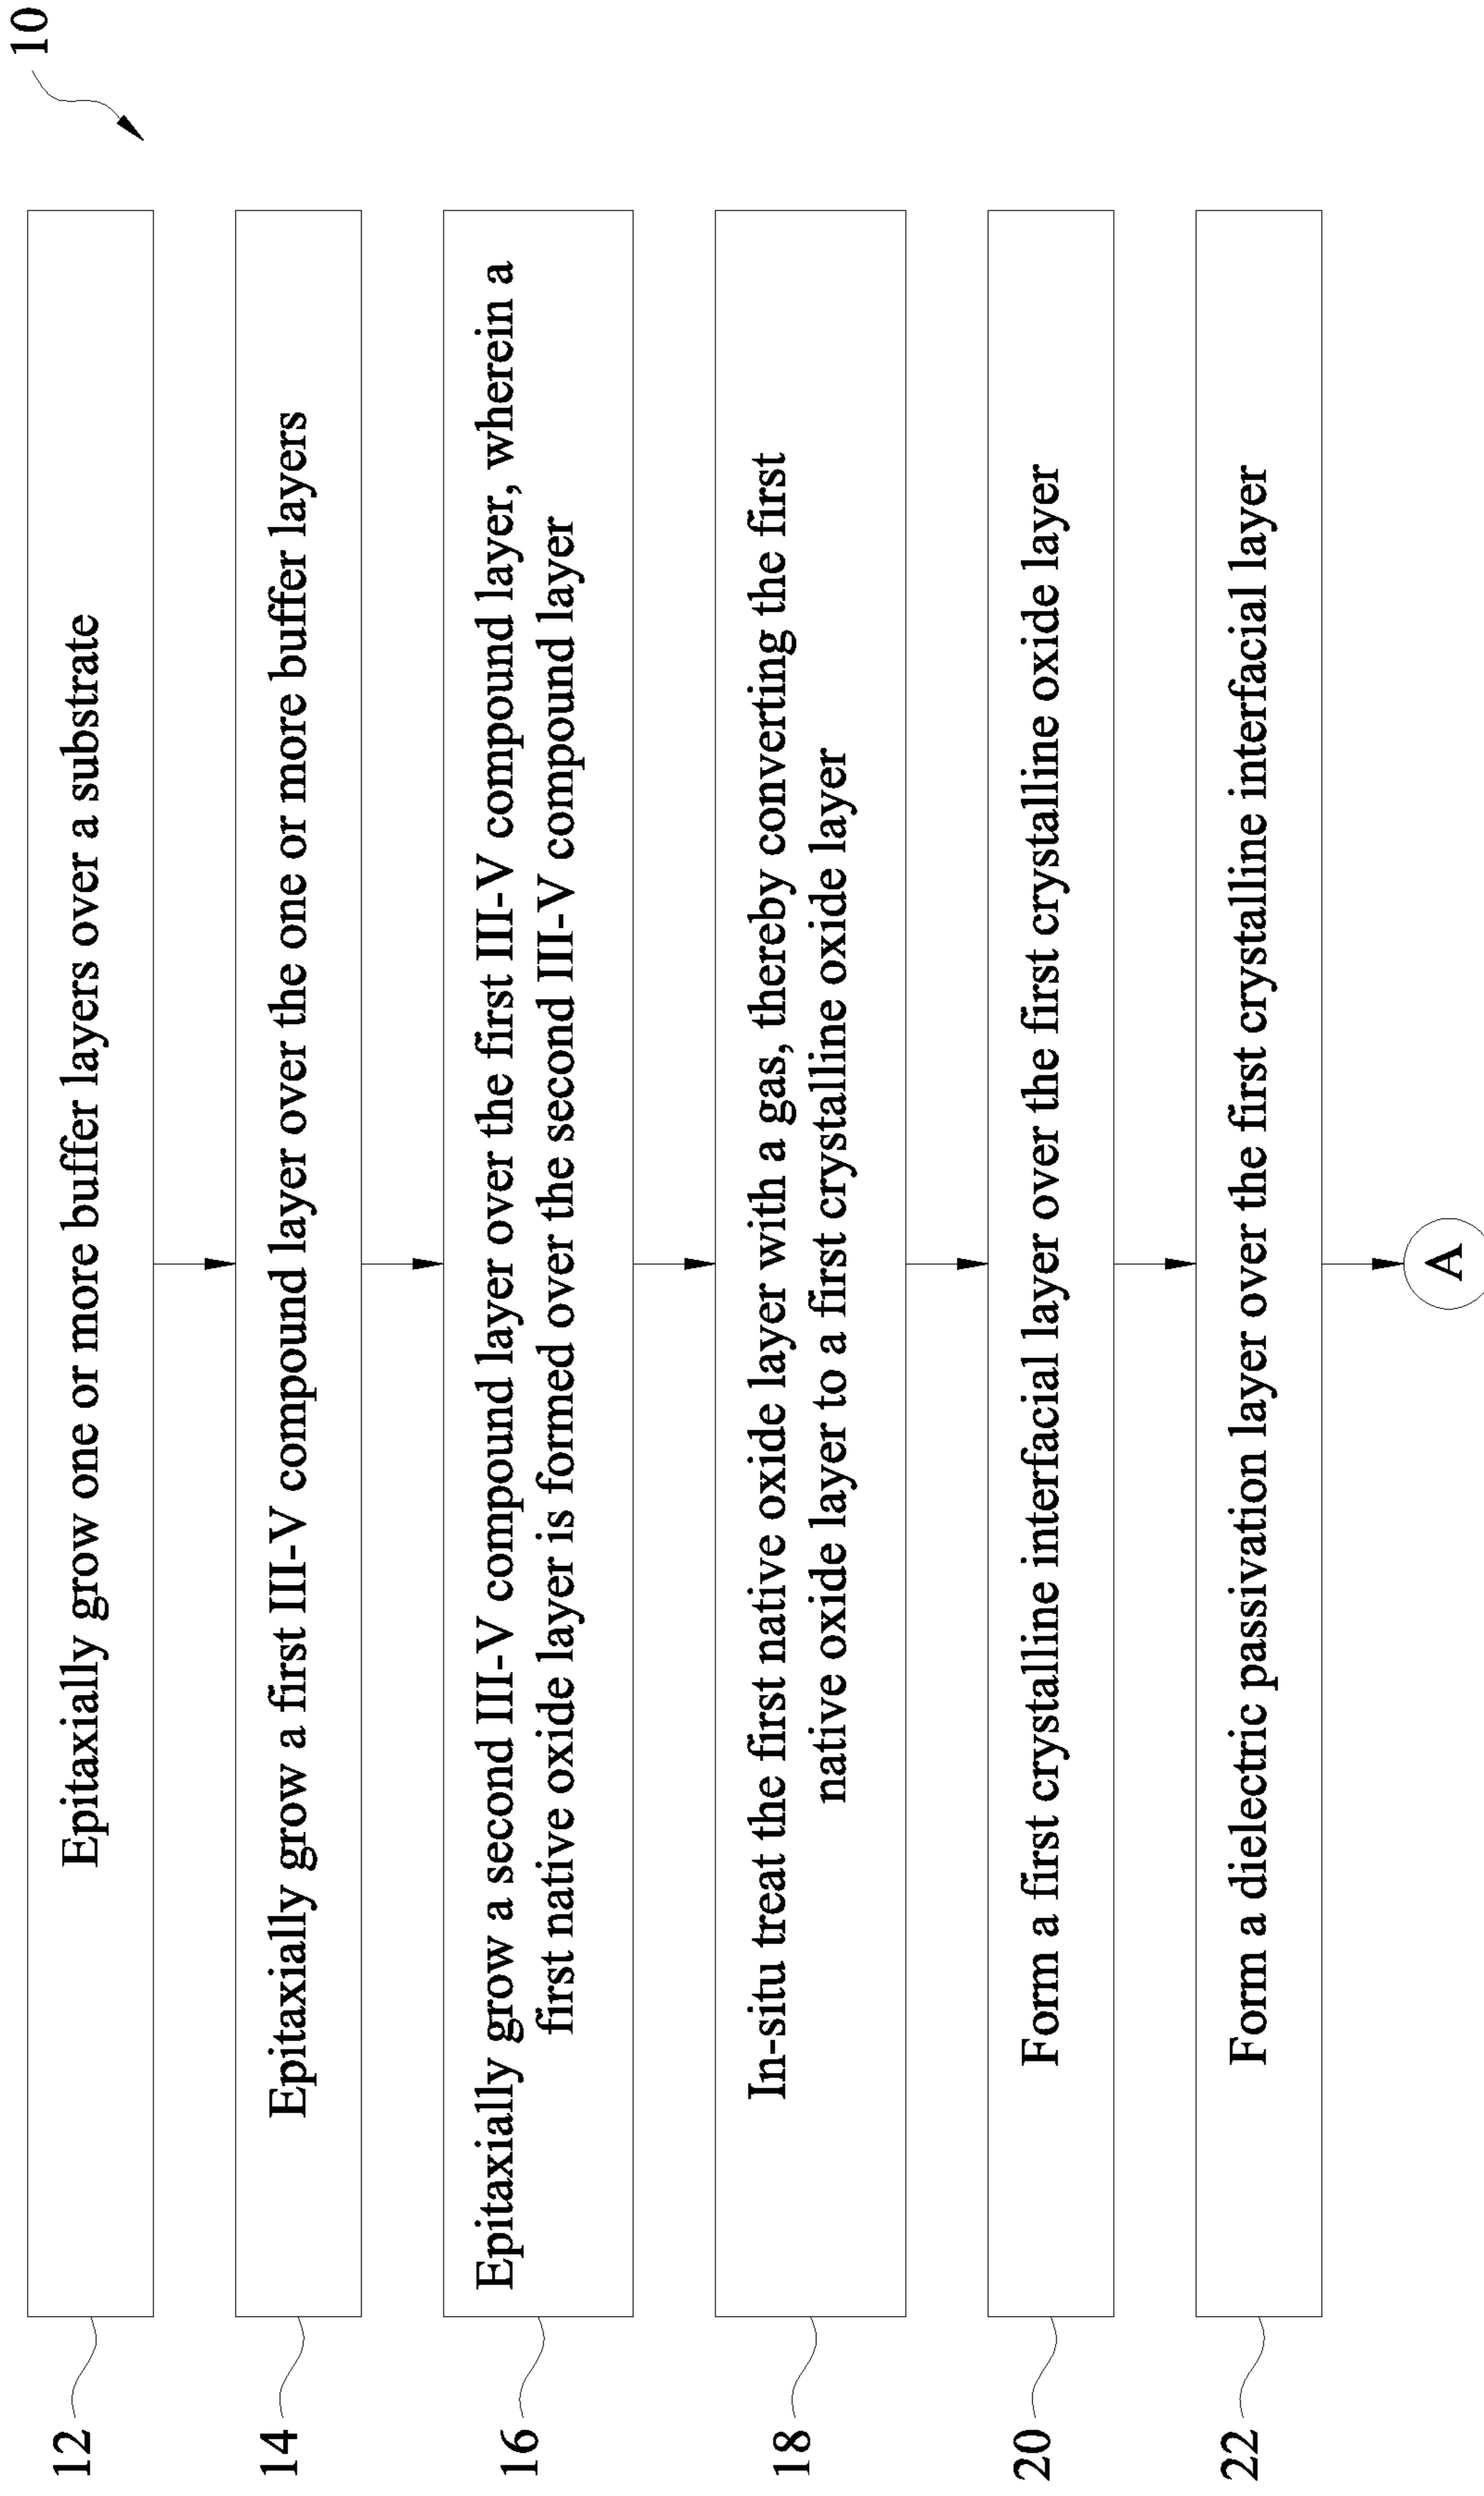 10
12
Epitaxially grow one or more buffer layers over a substrate
14
Epitaxially grow a first III-V compound layer over the one or more buffer layers
16
Epitaxially grow a second III-V compound layer over the first III-V compound layer, wherein a
first native oxide layer is formed over the second III-V compound layer
18
In-situ treat the first native oxide layer with a gas, thereby converting the first
native oxide layer to a first crystalline oxide layer
20
Form a first crystalline interfacial layer over the first crystalline oxide layer
22
Form a dielectric passivation layer over the first crystalline interfacial layer
A